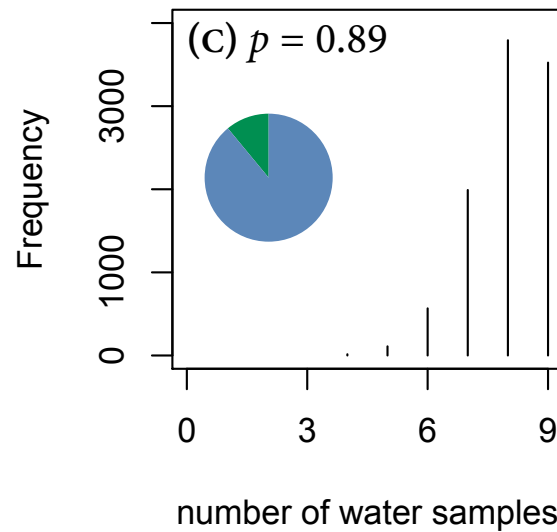 (C) p = 0.89
Frequency
3000
1000
0
0 3 6 9
number of water samples